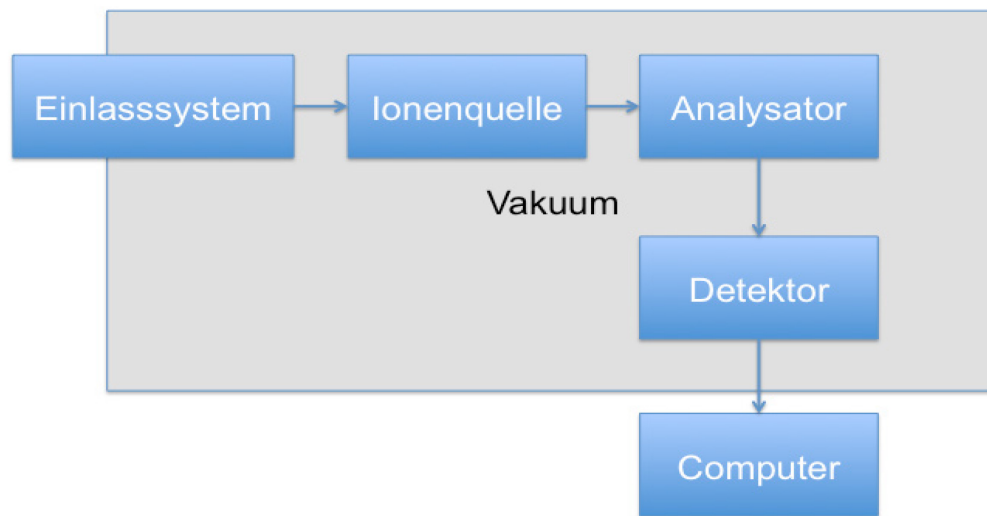 Einlasssystem
Ionenquelle
Analysator
Vakuum
Detektor
Computer